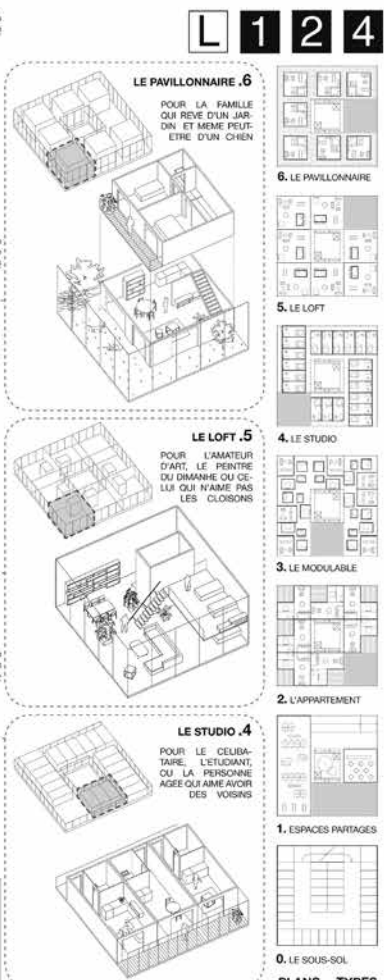 L 1 2 4
LE PAVILLONNAIRE .6
POUR LA FAMILLE
QUI REVE D'UN JAR-
DIN ET MEME PEUT-
ETRE D'UN CHIEN
LE LOFT .5
POUR L'AMATEUR
D'ART, LE PEINTRE
DU DIMANHE OU CE-
LUI QUI N'AIME PAS
LES CLOISONS
LE STUDIO .4
POUR LE CELIBA-
TAIRE, L'ETUDIANT,
OU LA PERSONNE
AGEE QUI AIME AVOIR
DES VOISINS
6. LE PAVILLONNAIRE
5. LE LOFT
4. LE STUDIO
3. LE MODULABLE
2. L'APPARTEMENT
1. ESPACES PARTAGES
0. LE SOUS-SOL
PLANS TYPES